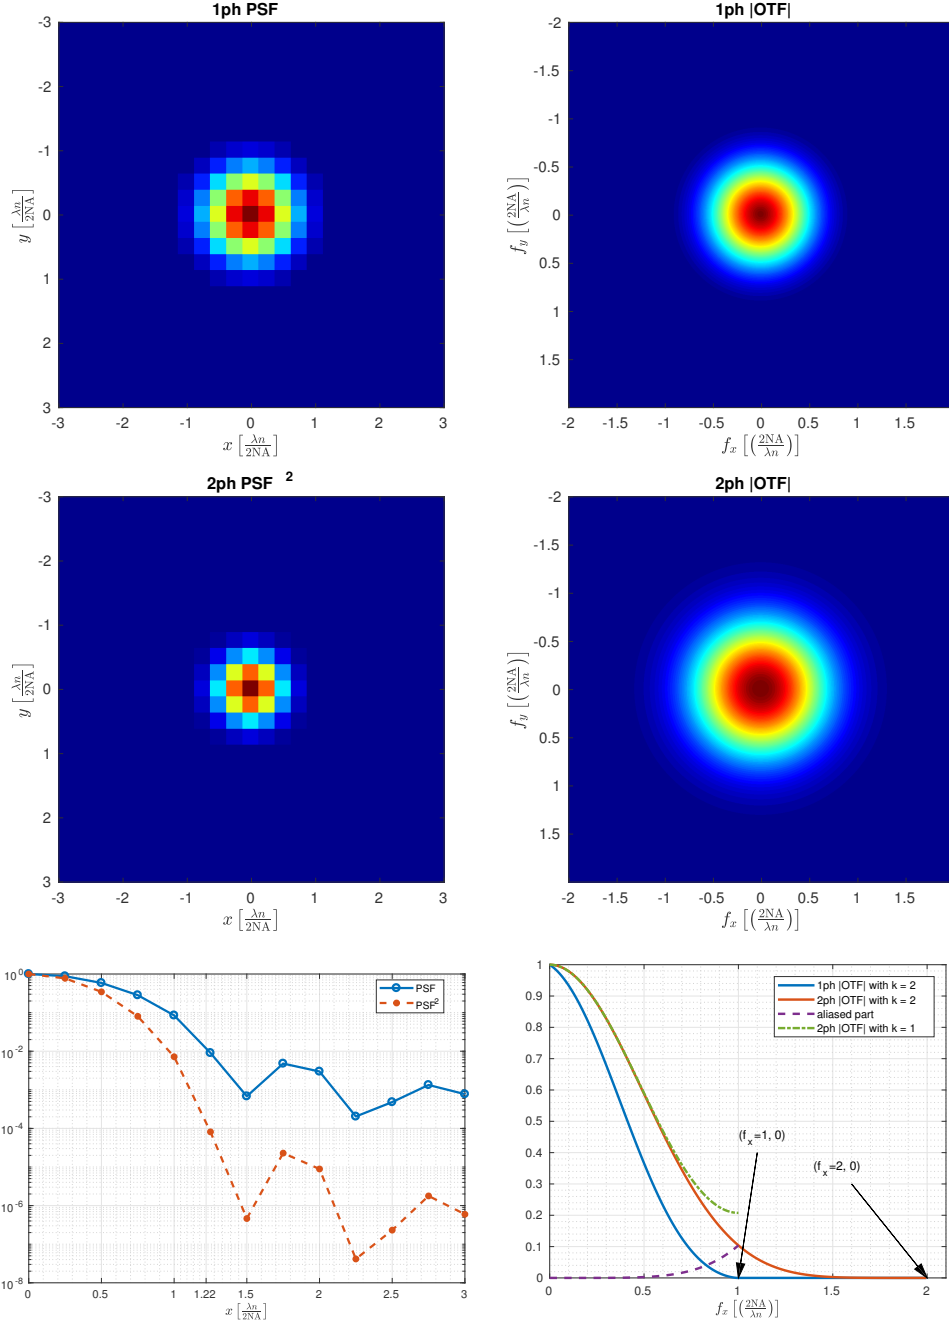 1ph PSF
-3
-2
-1
0
1
2
3
-3 -2 -1 0 1 2 3
y [λn/2NA]
x [λn/2NA]
1ph |OTF|
-2
-1.5
-1
-0.5
0
0.5
1
1.5
-2 -1.5 -1 -0.5 0 0.5 1 1.5
f_y [(2NA/λn)]
f_x [(2NA/λn)]
2ph PSF 2
-3
-2
-1
0
1
2
3
-3 -2 -1 0 1 2 3
y [λn/2NA]
x [λn/2NA]
2ph |OTF|
-2
-1.5
-1
-0.5
0
0.5
1
1.5
-2 -1.5 -1 -0.5 0 0.5 1 1.5
f_y [(2NA/λn)]
f_x [(2NA/λn)]
10^0
10^-2
10^-4
10^-6
10^-8
PSF
PSF^2
0 0.5 1 1.22 1.5 2 2.5 3
x [λn/2NA]
1
0.9
0.8
0.7
0.6
0.5
0.4
0.3
0.2
0.1
0
1ph |OTF| with k = 2
2ph |OTF| with k = 2
aliased part
2ph |OTF| with k = 1
(f_x=1, 0)
(f_x=2, 0)
0 0.5 1 1.5 2
f_x [(2NA/λn)]